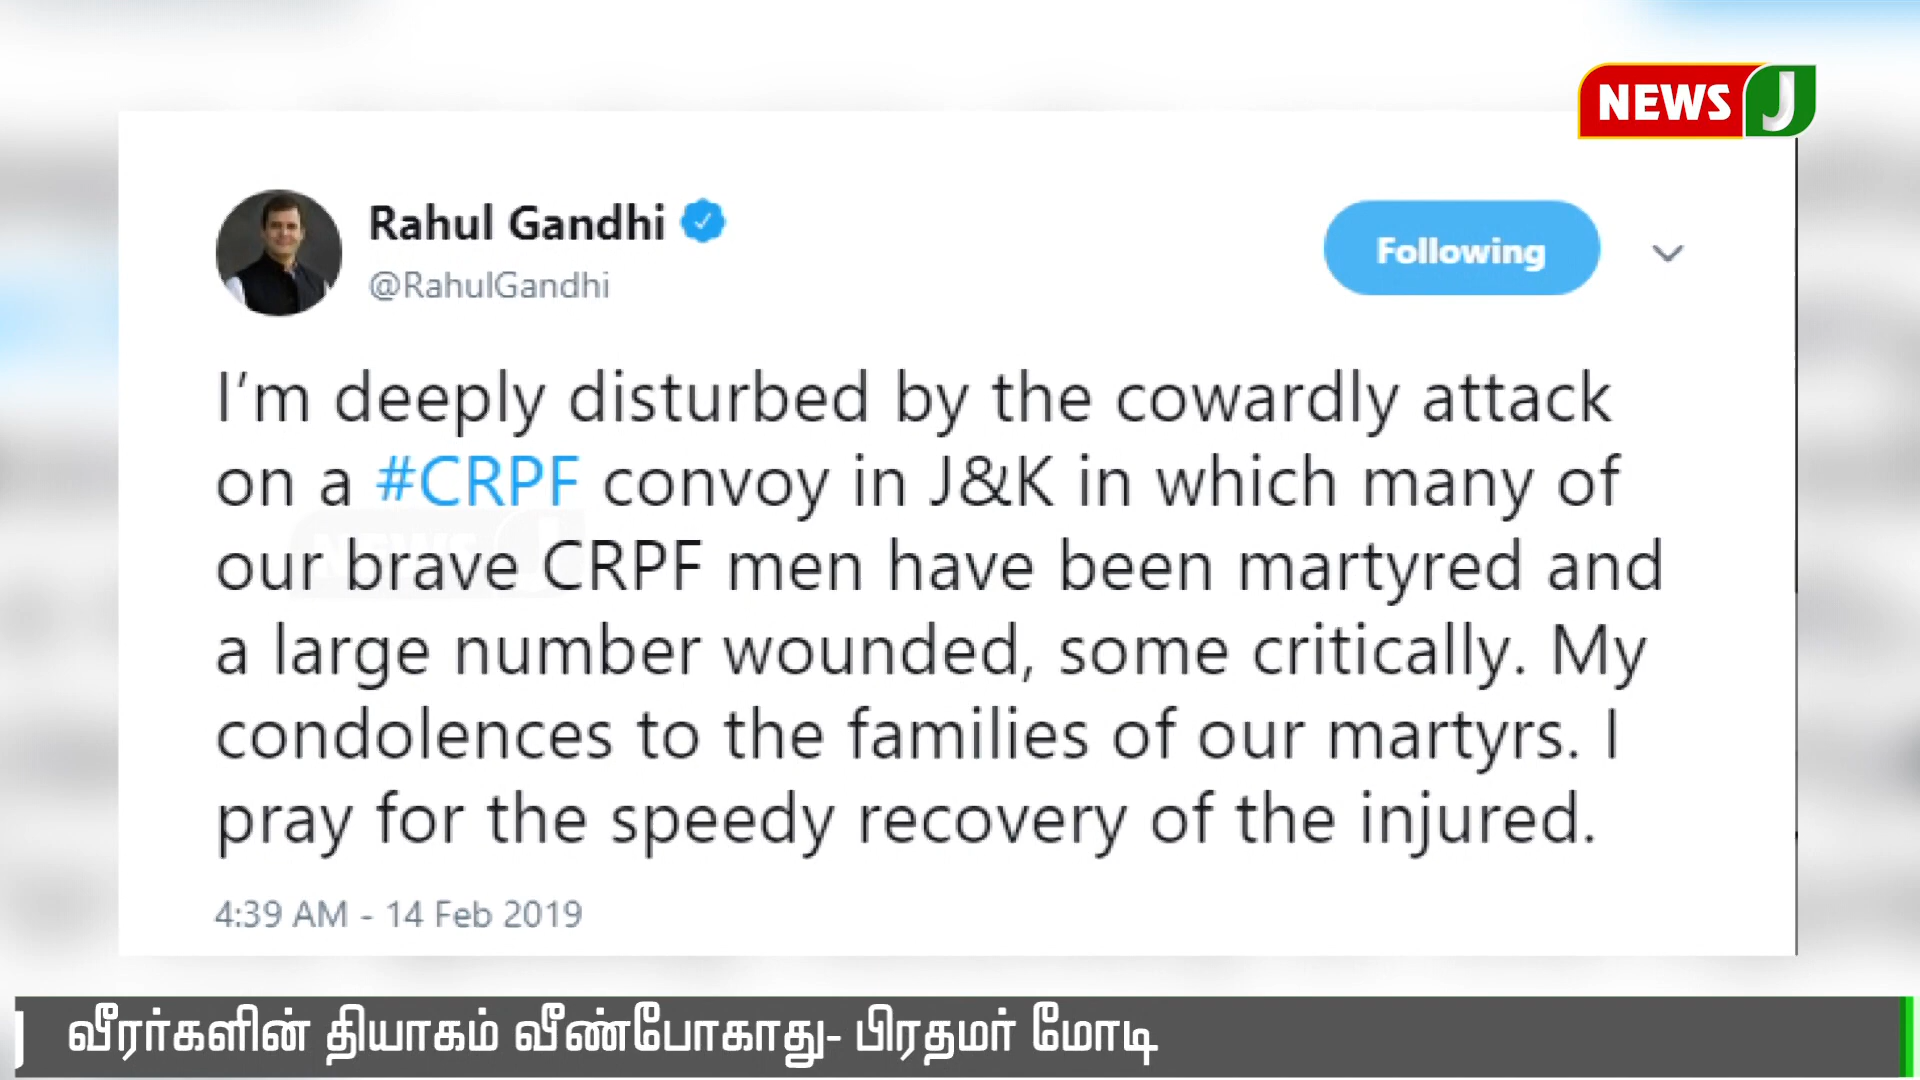 NEWS J
Rahul Gandhi
@RahulGandhi
Following
I'm deeply disturbed by the cowardly attack
on a #CRPF convoy in J&K in which many of
our brave CRPF men have been martyred and
a large number wounded, some critically. My
condolences to the families of our martyrs. I
pray for the speedy recovery of the injured.
4:39 AM - 14 Feb 2019
வீரர்களின் தியாகம் வீண்போகாது- பிரதமர் மோடி